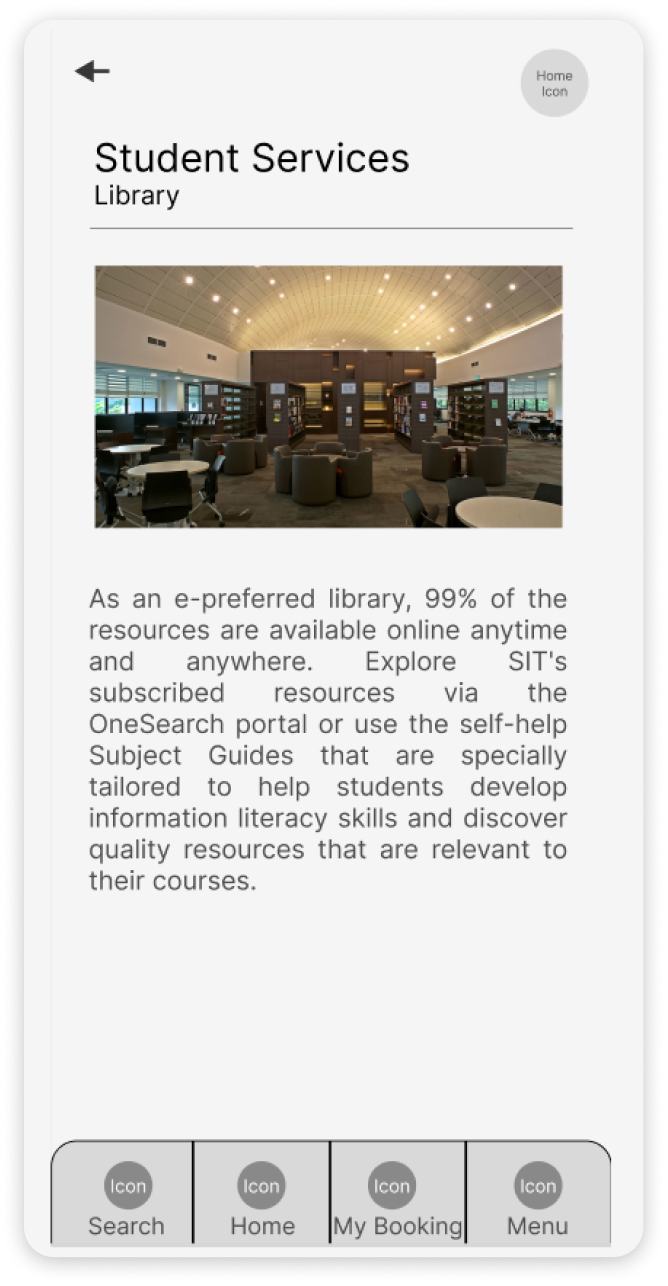 Home
Icon
Student Services
Library
As an e-preferred library, 99% of the
resources are available online anytime
and anywhere. Explore SIT's
subscribed resources via the
OneSearch portal or use the self-help
Subject Guides that are specially
tailored to help students develop
information literacy skills and discover
quality resources that are relevant to
their courses.
Icon Icon Icon Icon
Search Home My Booking Menu